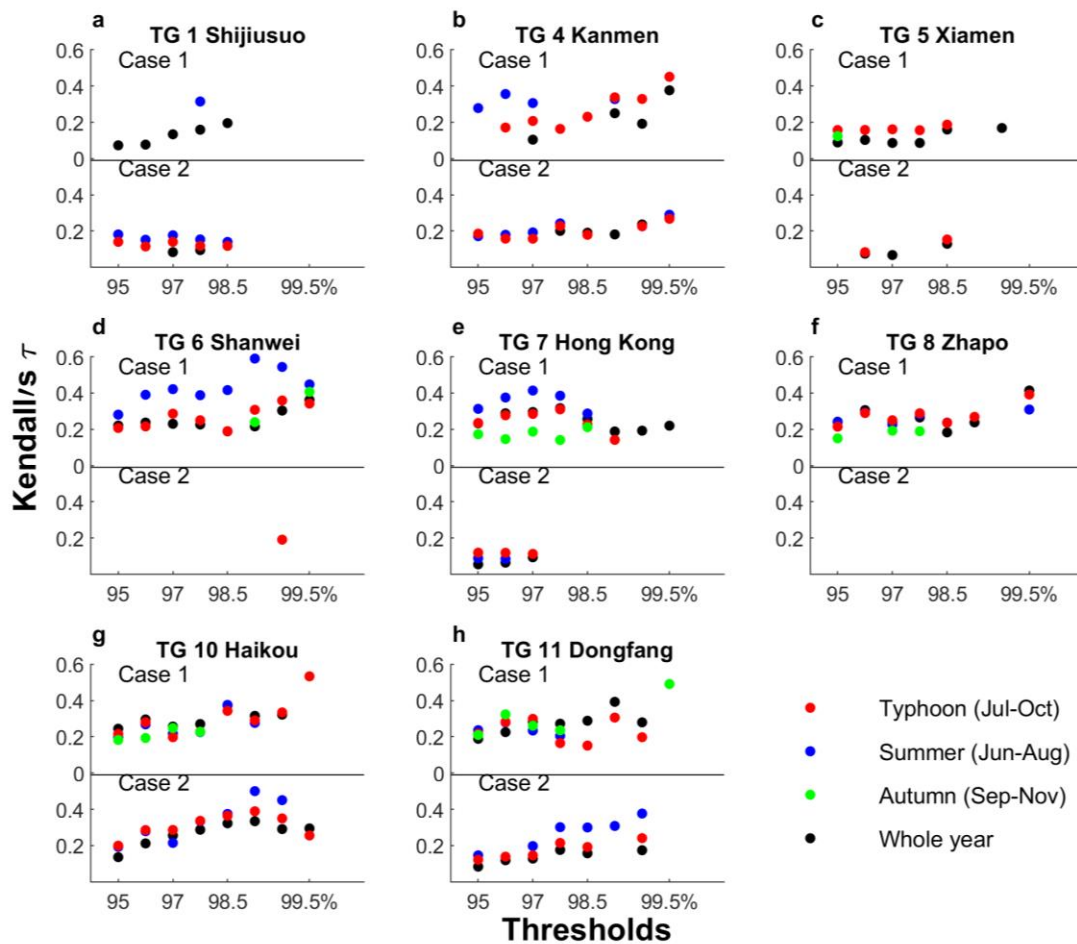 a
TG 1 Shijiusuo
b
TG 4 Kanmen
c
TG 5 Xiamen
0.6
Case 1
0.4
0.2
0
Case 2
0.4
0.2
95 97 98.5 99.5%
0.6
Case 1
0.4
0.2
0
Case 2
0.4
0.2
95 97 98.5 99.5%
0.6
Case 1
0.4
0.2
0
Case 2
0.4
0.2
95 97 98.5 99.5%
d
TG 6 Shanwei
e
TG 7 Hong Kong
f
TG 8 Zhapo
Kendall/s τ
0.6
Case 1
0.4
0.2
0
Case 2
0.4
0.2
95 97 98.5 99.5%
0.6
Case 1
0.4
0.2
0
Case 2
0.4
0.2
95 97 98.5 99.5%
0.6
Case 1
0.4
0.2
0
Case 2
0.4
0.2
95 97 98.5 99.5%
g
TG 10 Haikou
h
TG 11 Dongfang
0.6
Case 1
0.4
0.2
0
Case 2
0.4
0.2
95 97 98.5 99.5%
0.6
Case 1
0.4
0.2
0
Case 2
0.4
0.2
95 97 98.5 99.5%
Thresholds
Typhoon (Jul-Oct)
Summer (Jun-Aug)
Autumn (Sep-Nov)
Whole year